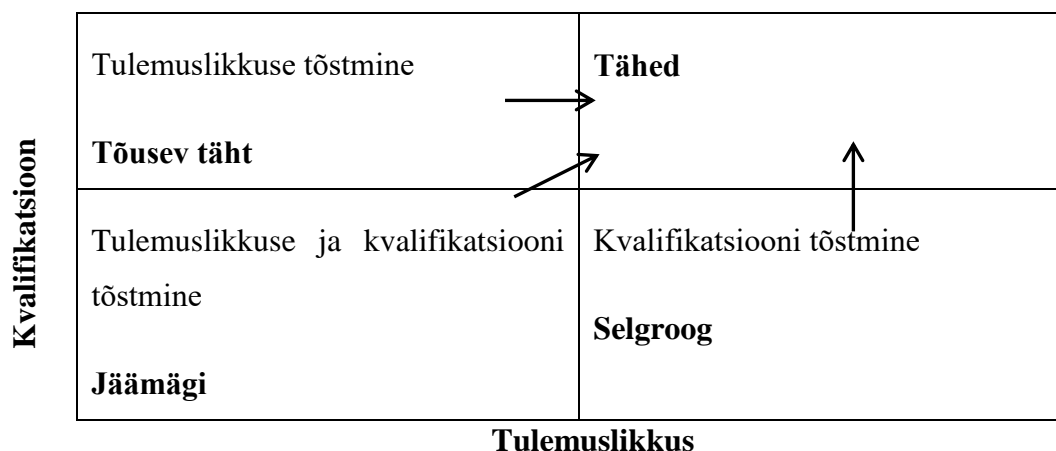 Kvalifikatsioon
Tulemuslikkuse tõstmine
Tõusev täht
Tähed
Tulemuslikkuse ja kvalifikatsiooni
tõstmine
Jäämägi
Kvalifikatsiooni tõstmine
Selgroog
Tulemuslikkus